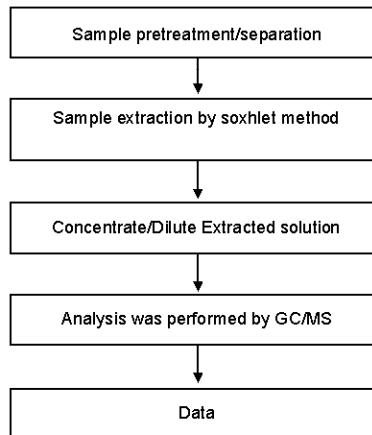 Sample pretreatment/separation
Sample extraction by soxhlet method
Concentrate/Dilute Extracted solution
Analysis was performed by GC/MS
Data